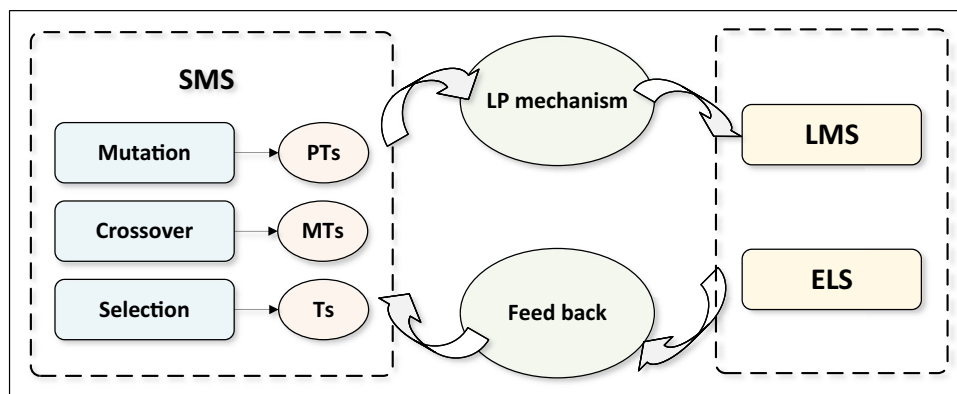 SMS
Mutation
PTs
Crossover
MTs
Selection
Ts
LP mechanism
Feed back
LMS
ELS